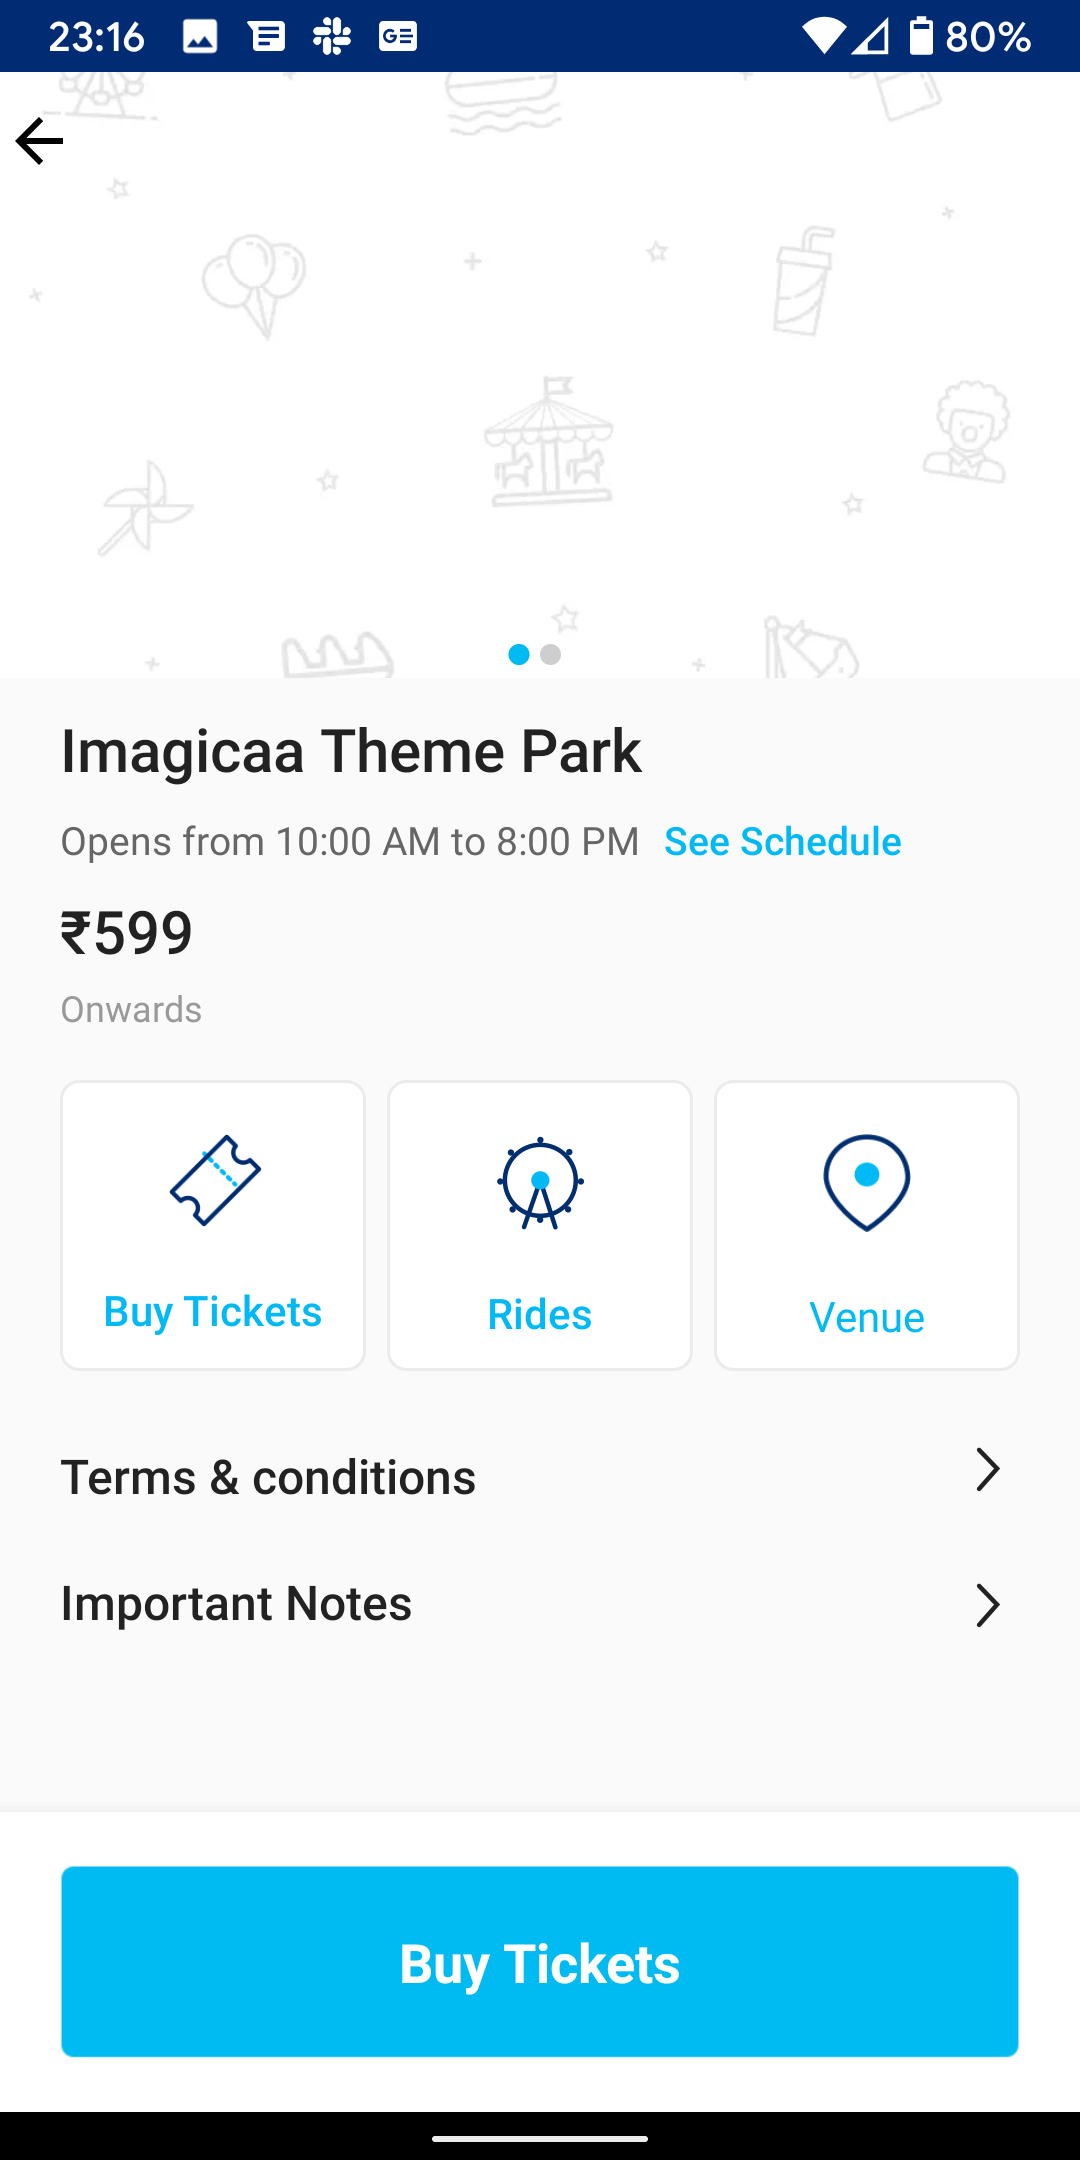 23:16 GE 80%
Imagicaa Theme Park
Opens from 10:00 AM to 8:00 PM See Schedule
₹599
Onwards
Buy Tickets Rides Venue
Terms & conditions
Important Notes
Buy Tickets